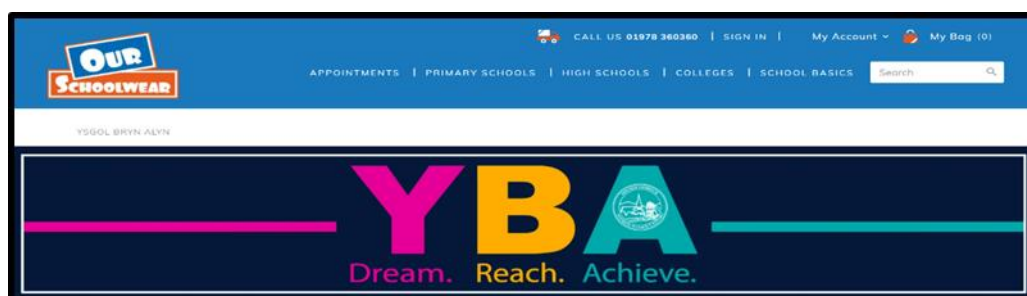 CALL US 01978 360360 | SIGN IN | My Account My Bag (0)
OUR
SCHOOLWEAR
APPOINTMENTS | PRIMARY SCHOOLS | HIGH SCHOOLS | COLLEGES | SCHOOL BASICS Search
YSGOL BRYN ALYN
YBA
Dream. Reach. Achieve.